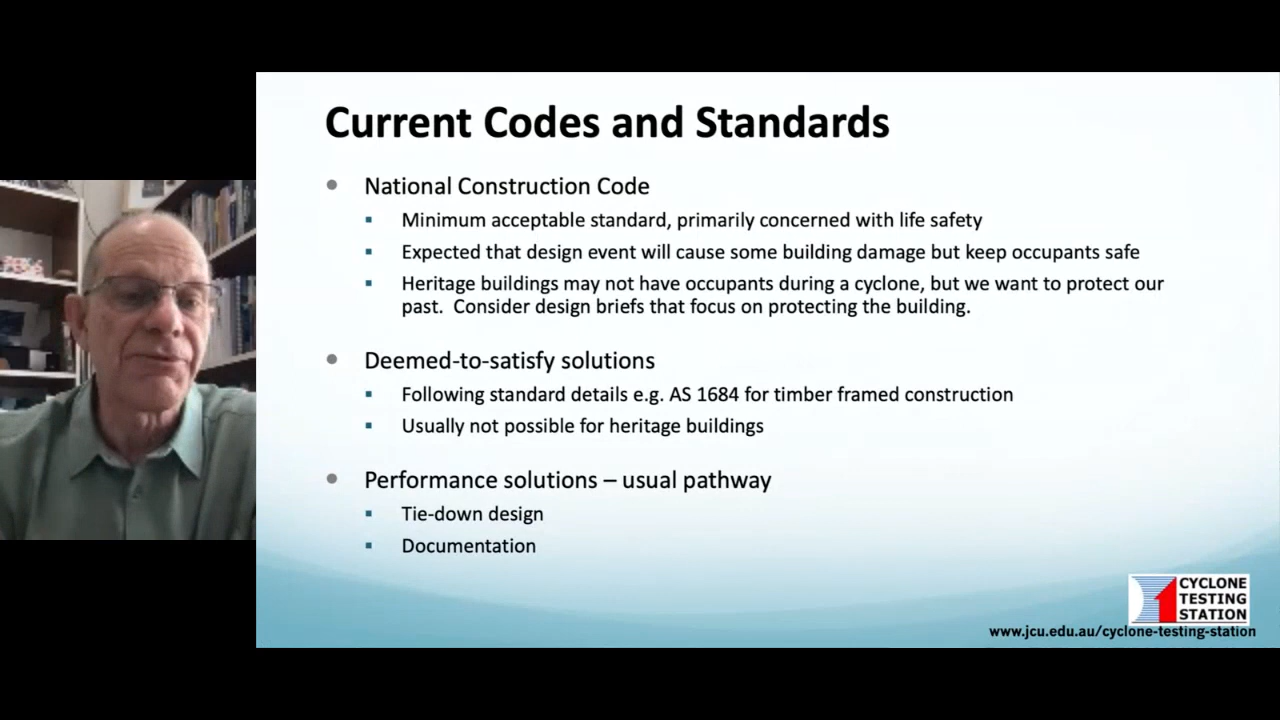 Current Codes and Standards
National Construction Code
Minimum acceptable standard, primarily concerned with life safety
Expected that design event will cause some building damage but keep occupants safe
Heritage buildings may not have occupants during a cyclone, but we want to protect our
past.  Consider design briefs that focus on protecting the building.
Deemed-to-satisfy solutions
Following standard details e.g. AS 1684 for timber framed construction
Usually not possible for heritage buildings
Performance solutions – usual pathway
Tie-down design
Documentation
CYCLONE
TESTING
STATION
www.jcu.edu.au/cyclone-testing-station